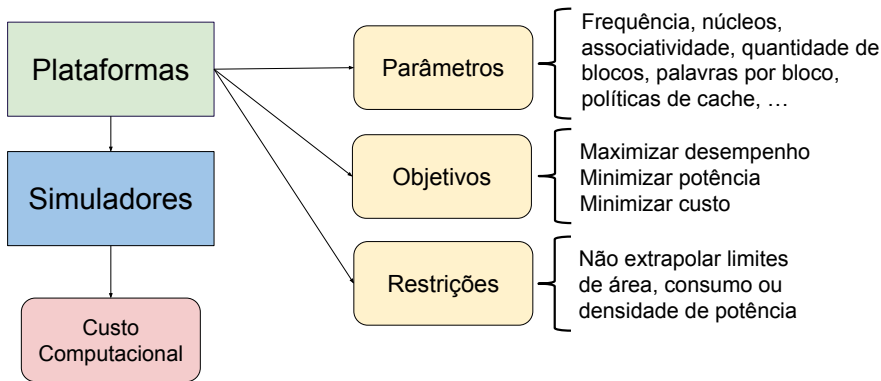 Plataformas
Simuladores
Custo
Computacional
Parâmetros
Frequência, núcleos,
associatividade, quantidade de
blocos, palavras por bloco,
políticas de cache, …
Objetivos
Maximizar desempenho
Minimizar potência
Minimizar custo
Restrições
Não extrapolar limites
de área, consumo ou
densidade de potência